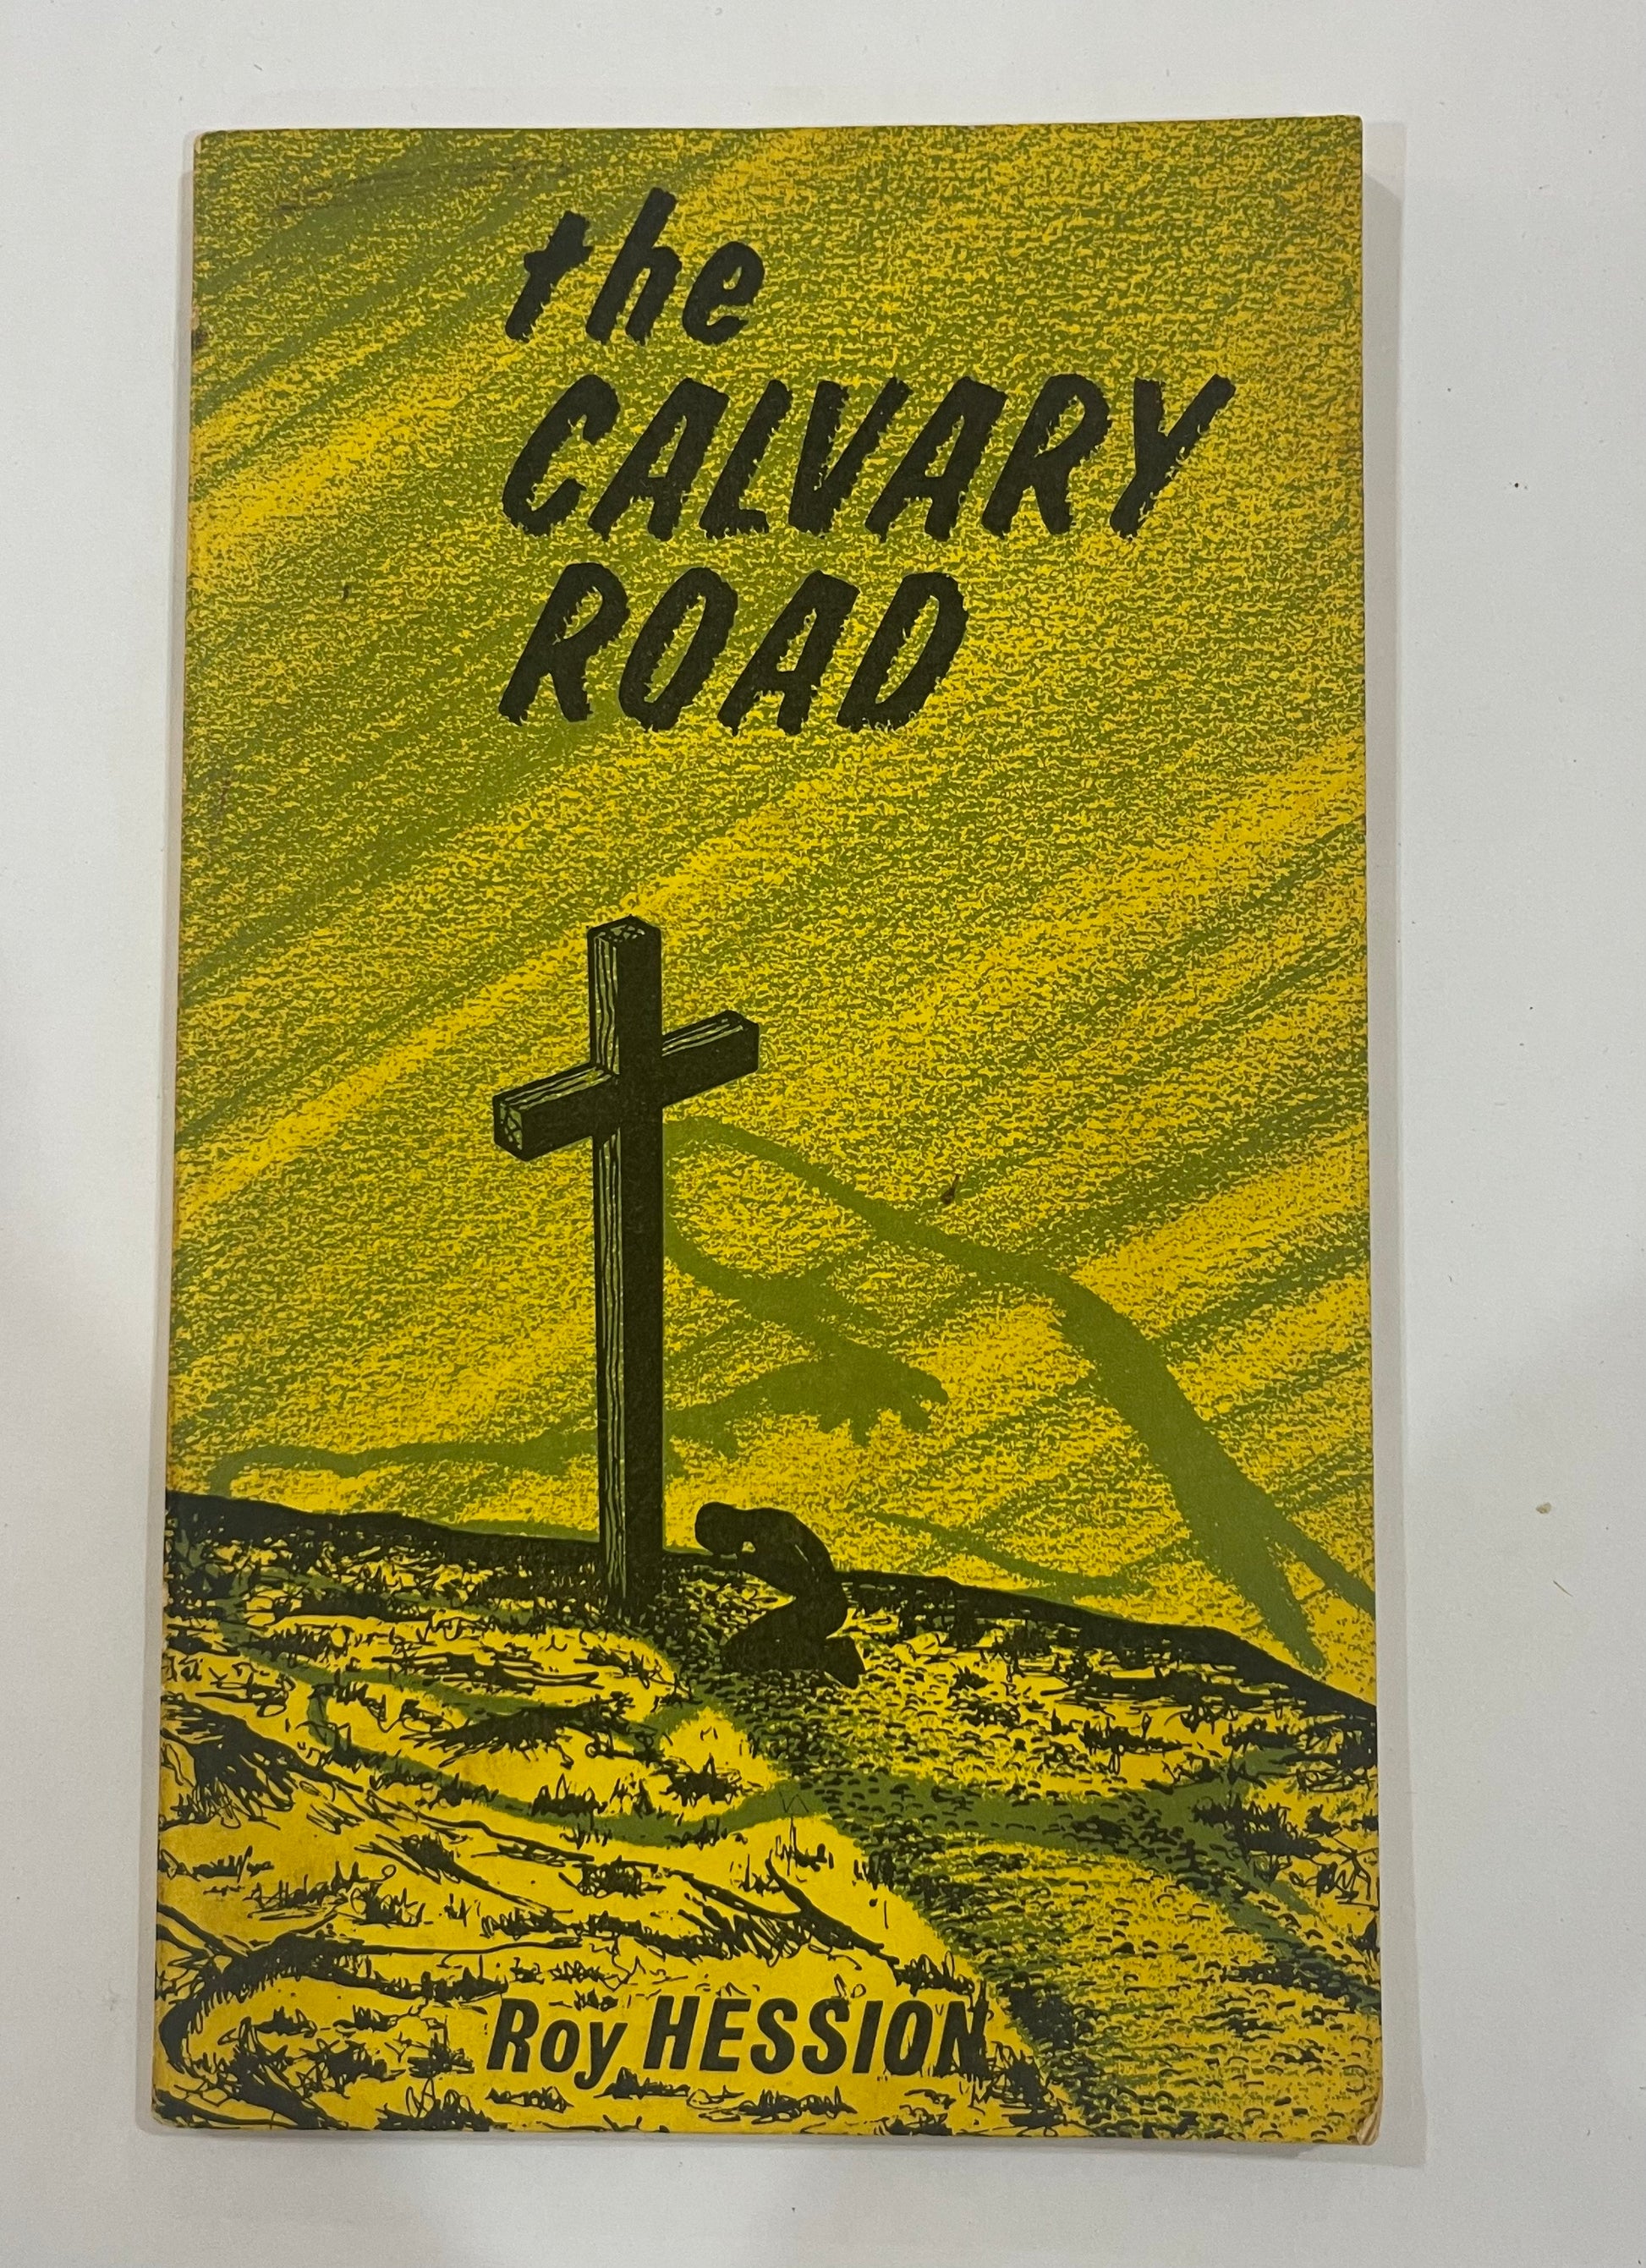 the
CALVARY
ROAD
Roy HESSION